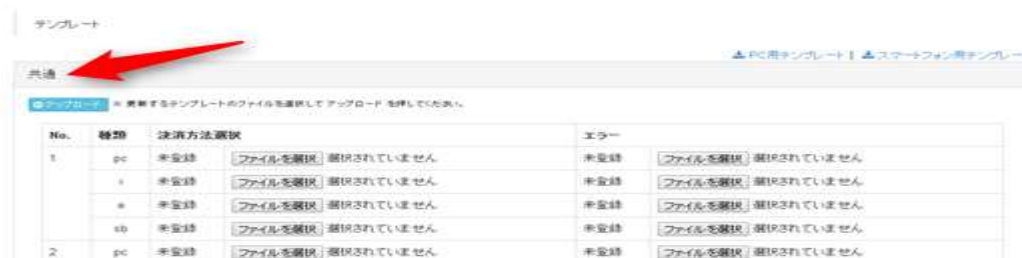 テンプレート
PC用テンプレート | スマートフォン用テンプレー
共通
アップロード ※ 更新するテンプレートのファイルを選択して アップロード を押してください。
No. 種類 決済方法選択 エラー
1 pc 未登録 ファイルを選択 選択されていません 未登録 ファイルを選択 選択されていません
i 未登録 ファイルを選択 選択されていません 未登録 ファイルを選択 選択されていません
e 未登録 ファイルを選択 選択されていません 未登録 ファイルを選択 選択されていません
sb 未登録 ファイルを選択 選択されていません 未登録 ファイルを選択 選択されていません
2 pc 未登録 ファイルを選択 選択されていません 未登録 ファイルを選択 選択されていません